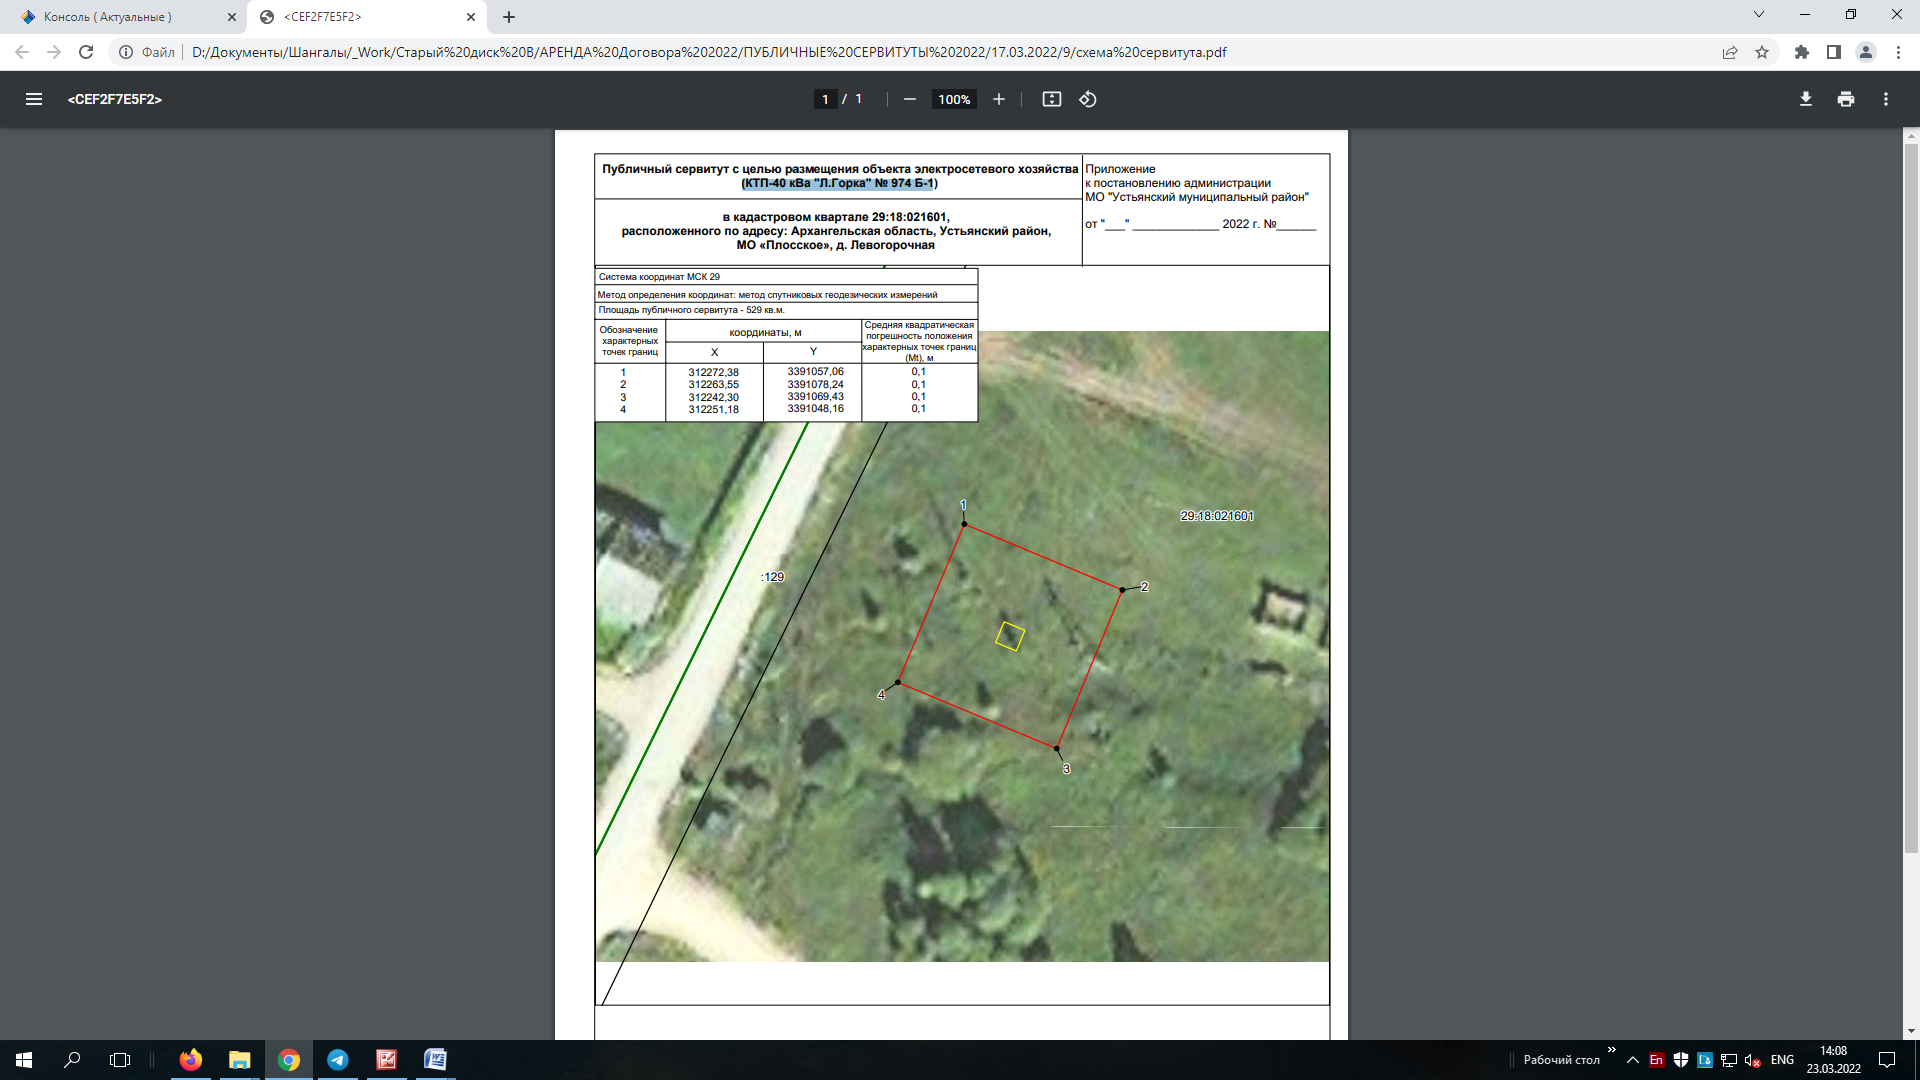 Консоль ( Актуальные )
<CEF2F7E5F2>
Файл
D:/Документы/Шангалы/_Work/Старый%20диск%20В/АРЕНДА%20Договора%202022/ПУБЛИЧНЫЕ%20СЕРВИТУТЫ%202022/17.03.2022/9/схема%20сервитута.pdf
<CEF2F7E5F2>
1 / 1
100%
Публичный сервитут с целью размещения объекта электросетевого хозяйства
(КТП-40 кВа "Л.Горка" № 974 Б-1)
в кадастровом квартале 29:18:021601,
расположенного по адресу: Архангельская область, Устьянский район,
МО «Плосское», д. Левогорочная
Приложение
к постановлению администрации
МО "Устьянский муниципальный район"
от "___" _____________ 2022 г. №______
Система координат МСК 29
Метод определения координат: метод спутниковых геодезических измерений
Площадь публичного сервитута - 529 кв.м.
Обозначение
характерных
точек границ
координаты, м
X
Y
Средняя квадратическая
погрешность положения
характерных точек границ
(Mt), м
1 312272,38 3391057,06 0,1
2 312263,55 3391078,24 0,1
3 312242,30 3391069,43 0,1
4 312251,18 3391048,16 0,1
1
29:18:021601
:129
2
4
3
Рабочий стол
»
En
ENG
14:08
23.03.2022